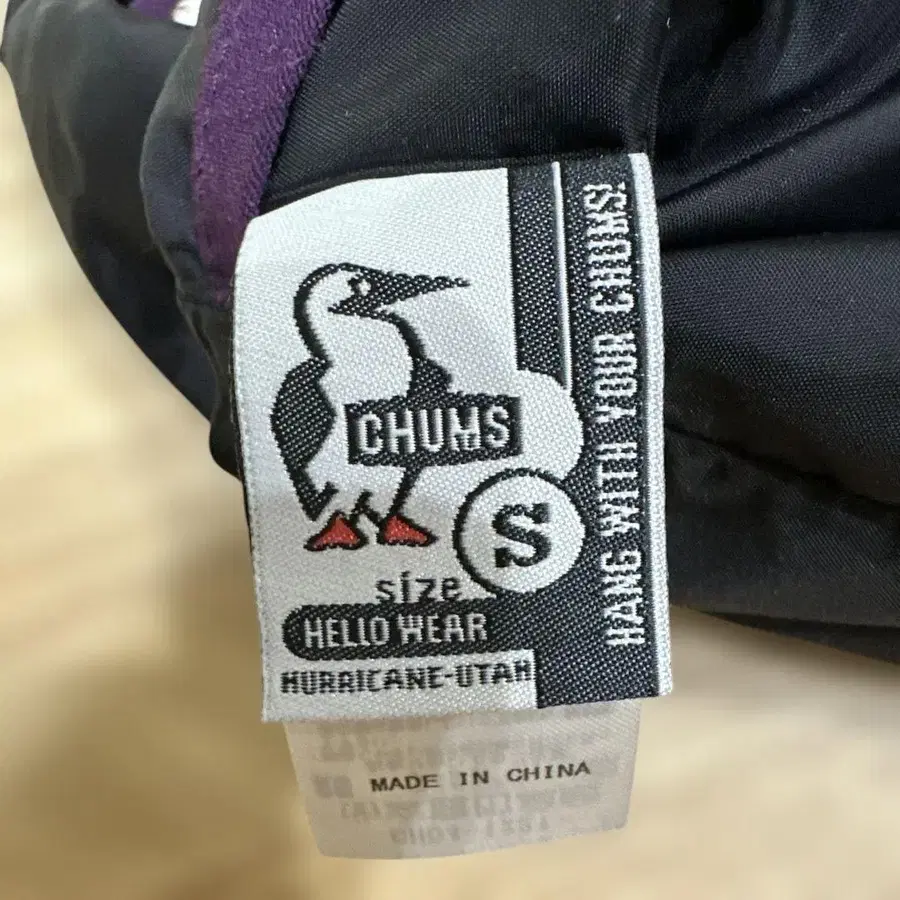 CHUMS
S
size
HELLO WEAR
HURRICANE-UTAH
HANG WITH YOUR CHUMS!
MADE IN CHINA